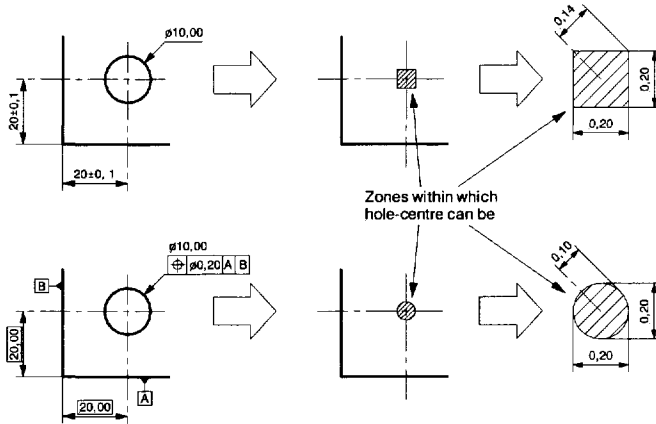 ø10,00
0,14
20±0,1
0,20
20±0, 1
0,20
Zones within which
hole-centre can be
ø10,00
⌖ ø0,20 A B
0,10
B
20,00
0,20
20,00
A
0,20